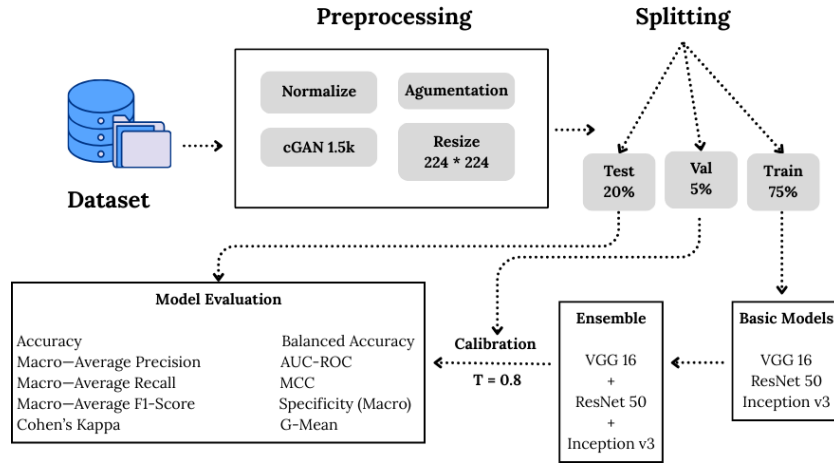 Preprocessing
Splitting
Normalize
Agumentation
cGAN 1.5k
Resize
224 * 224
Dataset
Test
20%
Val
5%
Train
75%
Model Evaluation
Accuracy
Macro—Average Precision
Macro—Average Recall
Macro—Average F1-Score
Cohen's Kappa
Balanced Accuracy
AUC-ROC
MCC
Specificity (Macro)
G-Mean
Calibration
T = 0.8
Ensemble
VGG 16
+
ResNet 50
+
Inception v3
Basic Models
VGG 16
ResNet 50
Inception v3